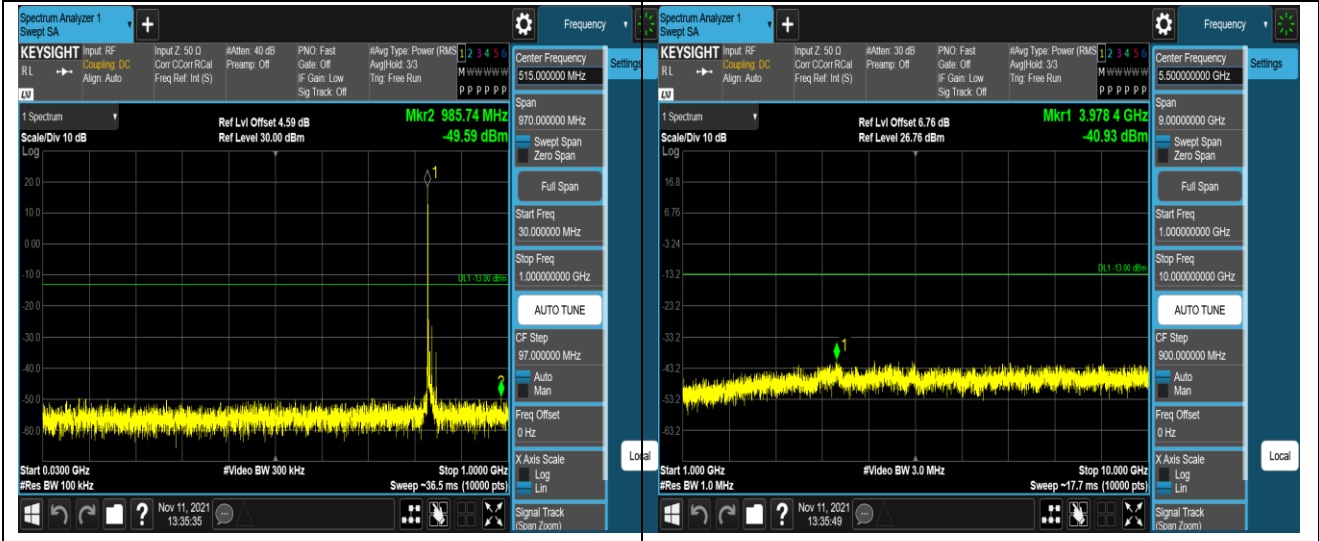 Spectrum Analyzer 1
Swept SA
+
Frequency
KEYSIGHT
RL
LXI
Input: RF
Coupling: DC
Align: Auto
Input Z: 50 Ω
Corr CCorr RCal
Freq Ref: Int (S)
#Atten: 40 dB
Preamp: Off
PNO: Fast
Gate: Off
IF Gain: Low
Sig Track: Off
#Avg Type: Power (RMS
Avg|Hold: 3/3
Trig: Free Run
1 2 3 4 5 6
M W W W W W
P P P P P P
Center Frequency
515.000000 MHz
Settings
Span
970.000000 MHz
Swept Span
Zero Span
Full Span
Start Freq
30.000000 MHz
Stop Freq
1.000000000 GHz
AUTO TUNE
CF Step
97.000000 MHz
Auto
Man
Freq Offset
0 Hz
X Axis Scale
Log
Lin
Local
Signal Track
(Span Zoom)
1 Spectrum
Scale/Div 10 dB
Log
Ref Lvl Offset 4.59 dB
Ref Level 30.00 dBm
Mkr2 985.74 MHz
-49.59 dBm
1
20.0
10.0
0.00
-10.0
DL1 -13.00 dBm
-20.0
-30.0
-40.0
2
-50.0
-60.0
Start 0.0300 GHz
#Res BW 100 kHz
#Video BW 300 kHz
Stop 1.0000 GHz
Sweep ~36.5 ms (10000 pts)
?
Nov 11, 2021
13:35:35
Spectrum Analyzer 1
Swept SA
+
Frequency
KEYSIGHT
RL
LXI
Input: RF
Coupling: DC
Align: Auto
Input Z: 50 Ω
Corr CCorr RCal
Freq Ref: Int (S)
#Atten: 30 dB
Preamp: Off
PNO: Fast
Gate: Off
IF Gain: Low
Sig Track: Off
#Avg Type: Power (RMS
Avg|Hold: 3/3
Trig: Free Run
1 2 3 4 5 6
M W W W W W
P P P P P P
Center Frequency
5.500000000 GHz
Settings
Span
9.00000000 GHz
Swept Span
Zero Span
Full Span
Start Freq
1.000000000 GHz
Stop Freq
10.000000000 GHz
AUTO TUNE
CF Step
900.000000 MHz
Auto
Man
Freq Offset
0 Hz
X Axis Scale
Log
Lin
Local
Signal Track
(Span Zoom)
1 Spectrum
Scale/Div 10 dB
Log
Ref Lvl Offset 6.76 dB
Ref Level 26.76 dBm
Mkr1 3.978 4 GHz
-40.93 dBm
16.8
6.76
-3.24
-13.2
DL1 -13.00 dBm
-23.2
-33.2
1
-43.2
-53.2
-63.2
Start 1.000 GHz
#Res BW 1.0 MHz
#Video BW 3.0 MHz
Stop 10.000 GHz
Sweep ~17.7 ms (10000 pts)
?
Nov 11, 2021
13:35:49